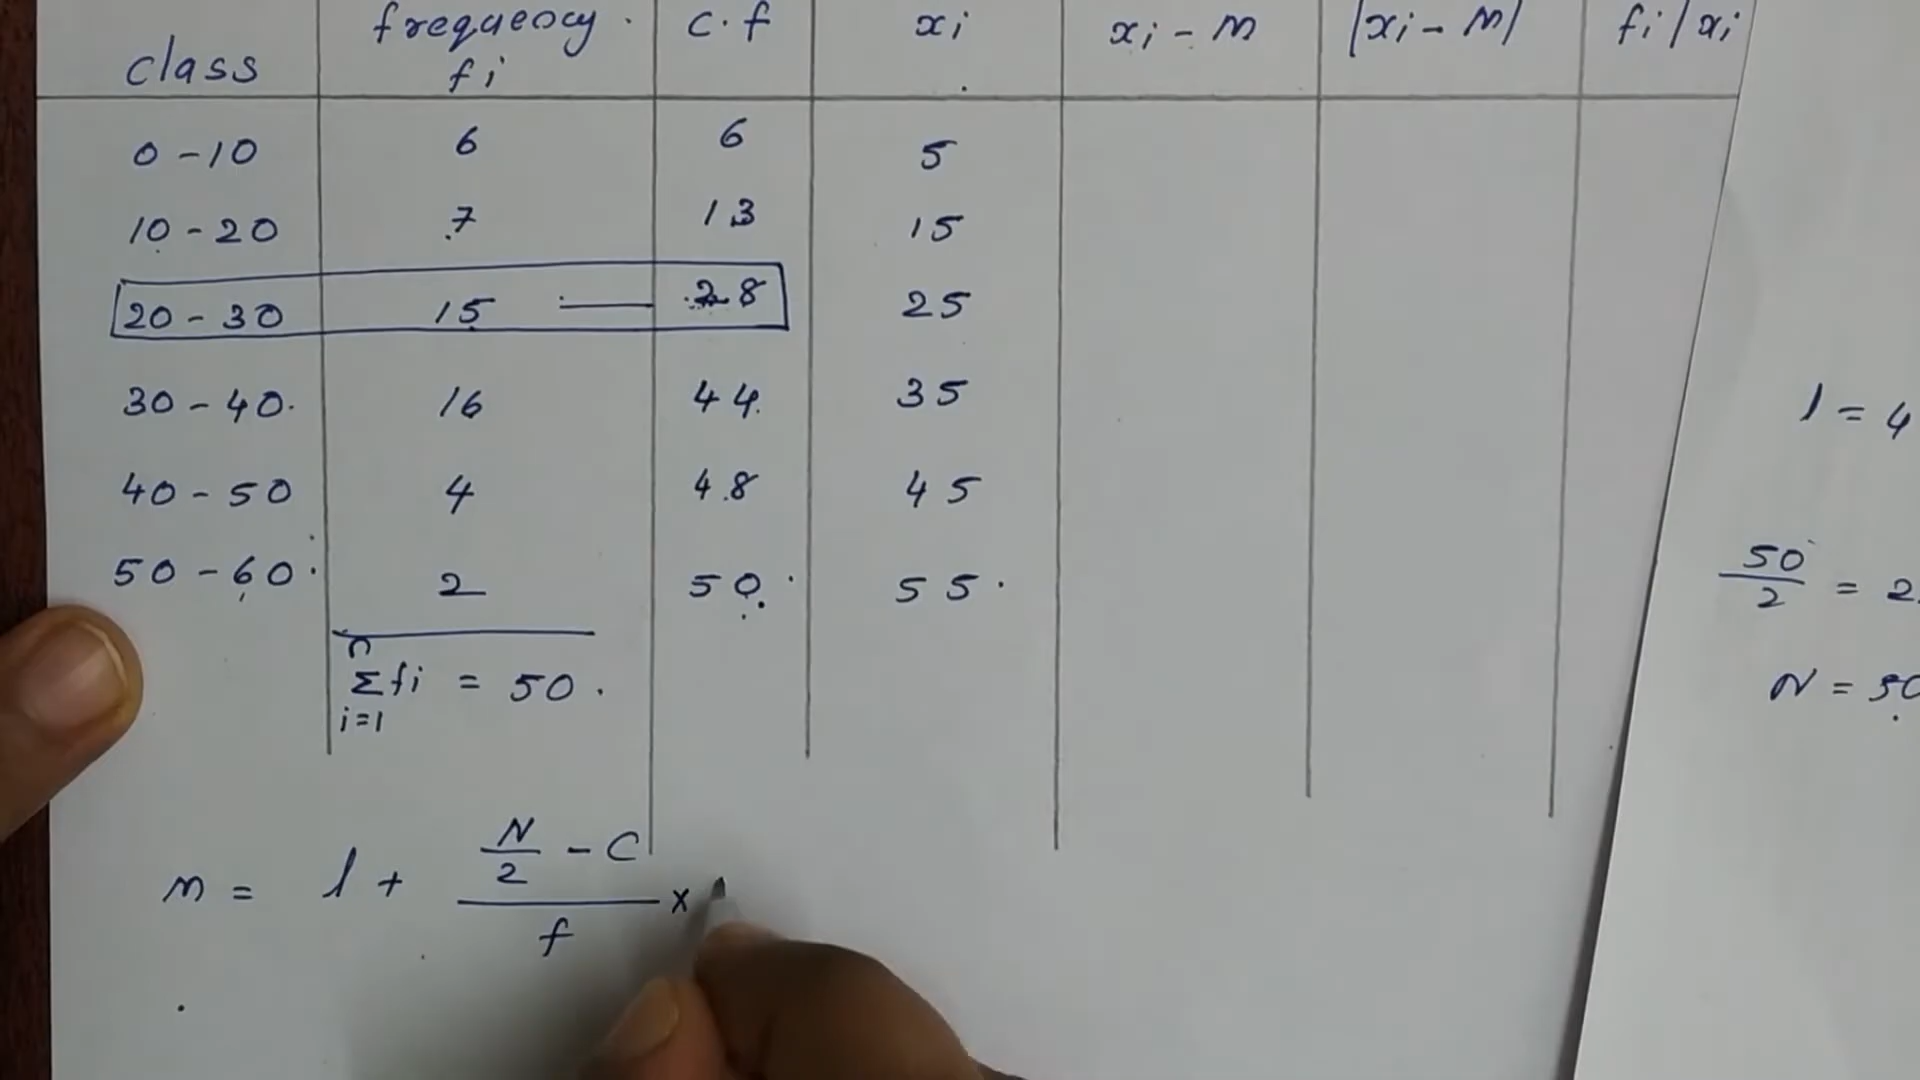 class frequency fi c.f xi xi - M |xi - M| fi |xi
0 - 10 6 6 5
10 - 20 7 13 15
20 - 30 15 28 25
30 - 40 16 44 35
40 - 50 4 48 45
50 - 60 2 50 55
n
Σ fi = 50
i=1
M = l + N/2 - C / f ×
l = 4
50/2 = 2
N = 50